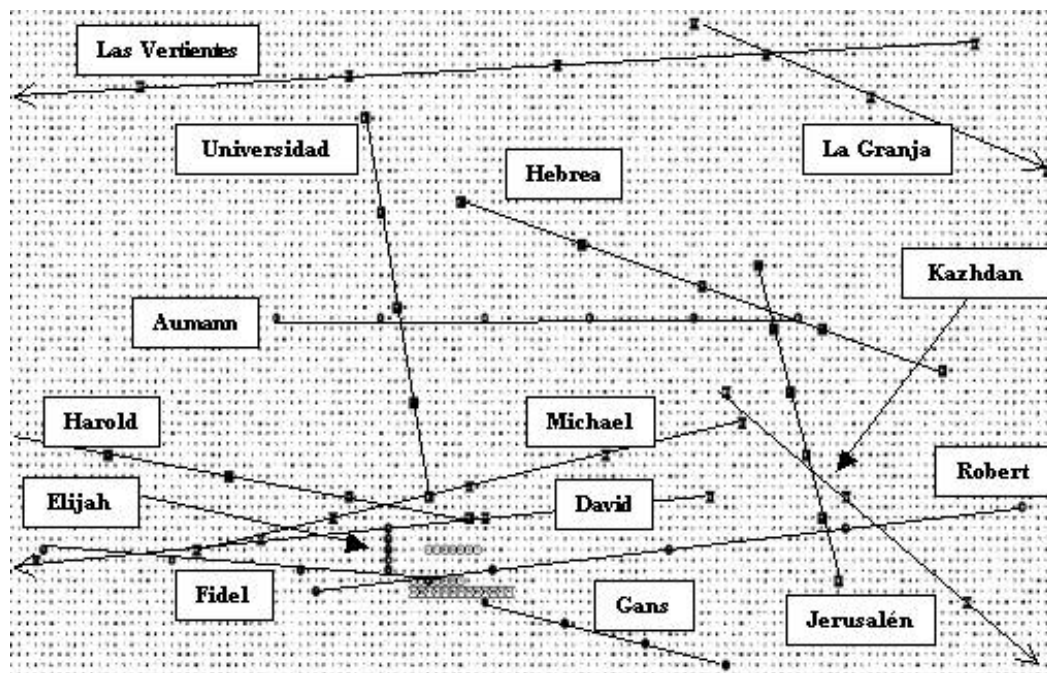 Las Vertientes
Universidad
La Granja
Hebrea
Kazhdan
Aumann
Harold
Michael
Robert
Elijah
David
Fidel
Gans
Jerusalén